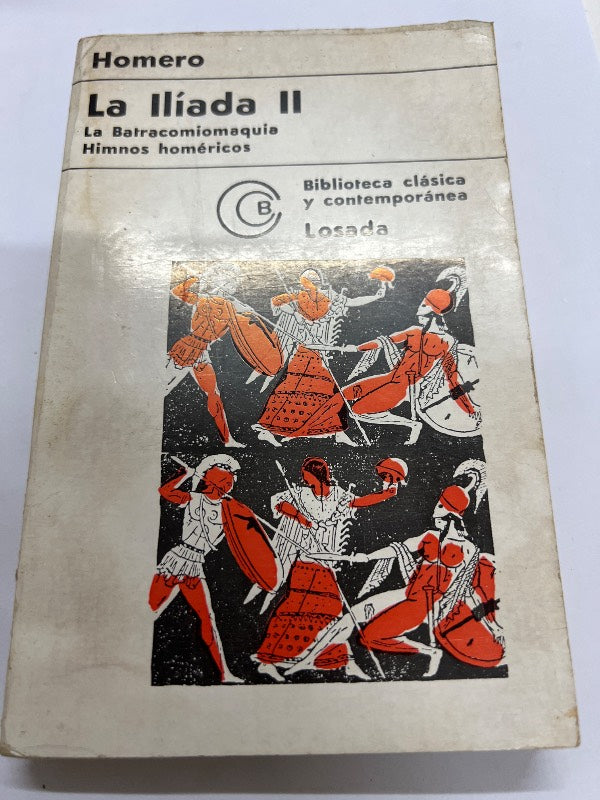 Homero
La Ilíada II
La Batracomiomaquia
Himnos homéricos
B
Biblioteca clásica
y contemporánea
Losada